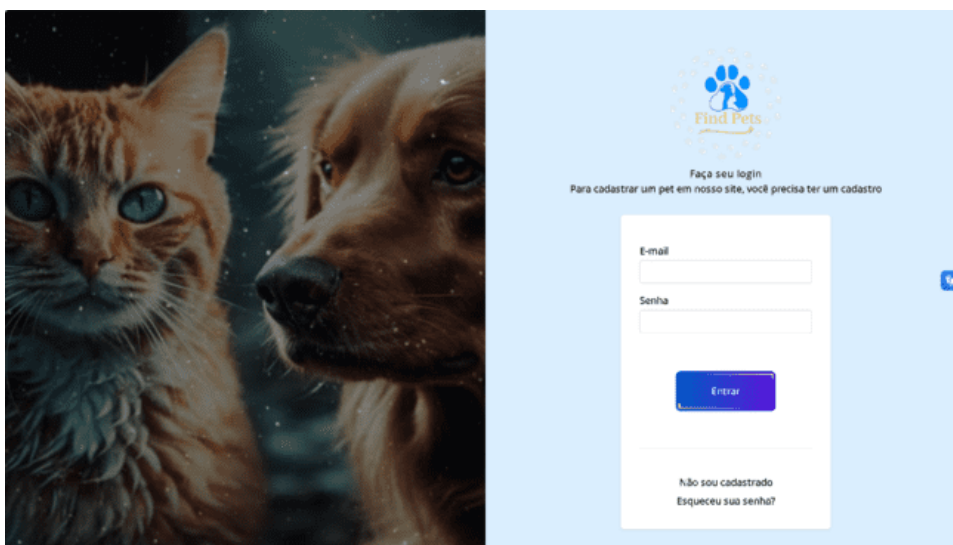 Find Pets
Faça seu login
Para cadastrar um pet em nosso site, você precisa ter um cadastro
E-mail
Senha
Entrar
Não sou cadastrado
Esqueceu sua senha?